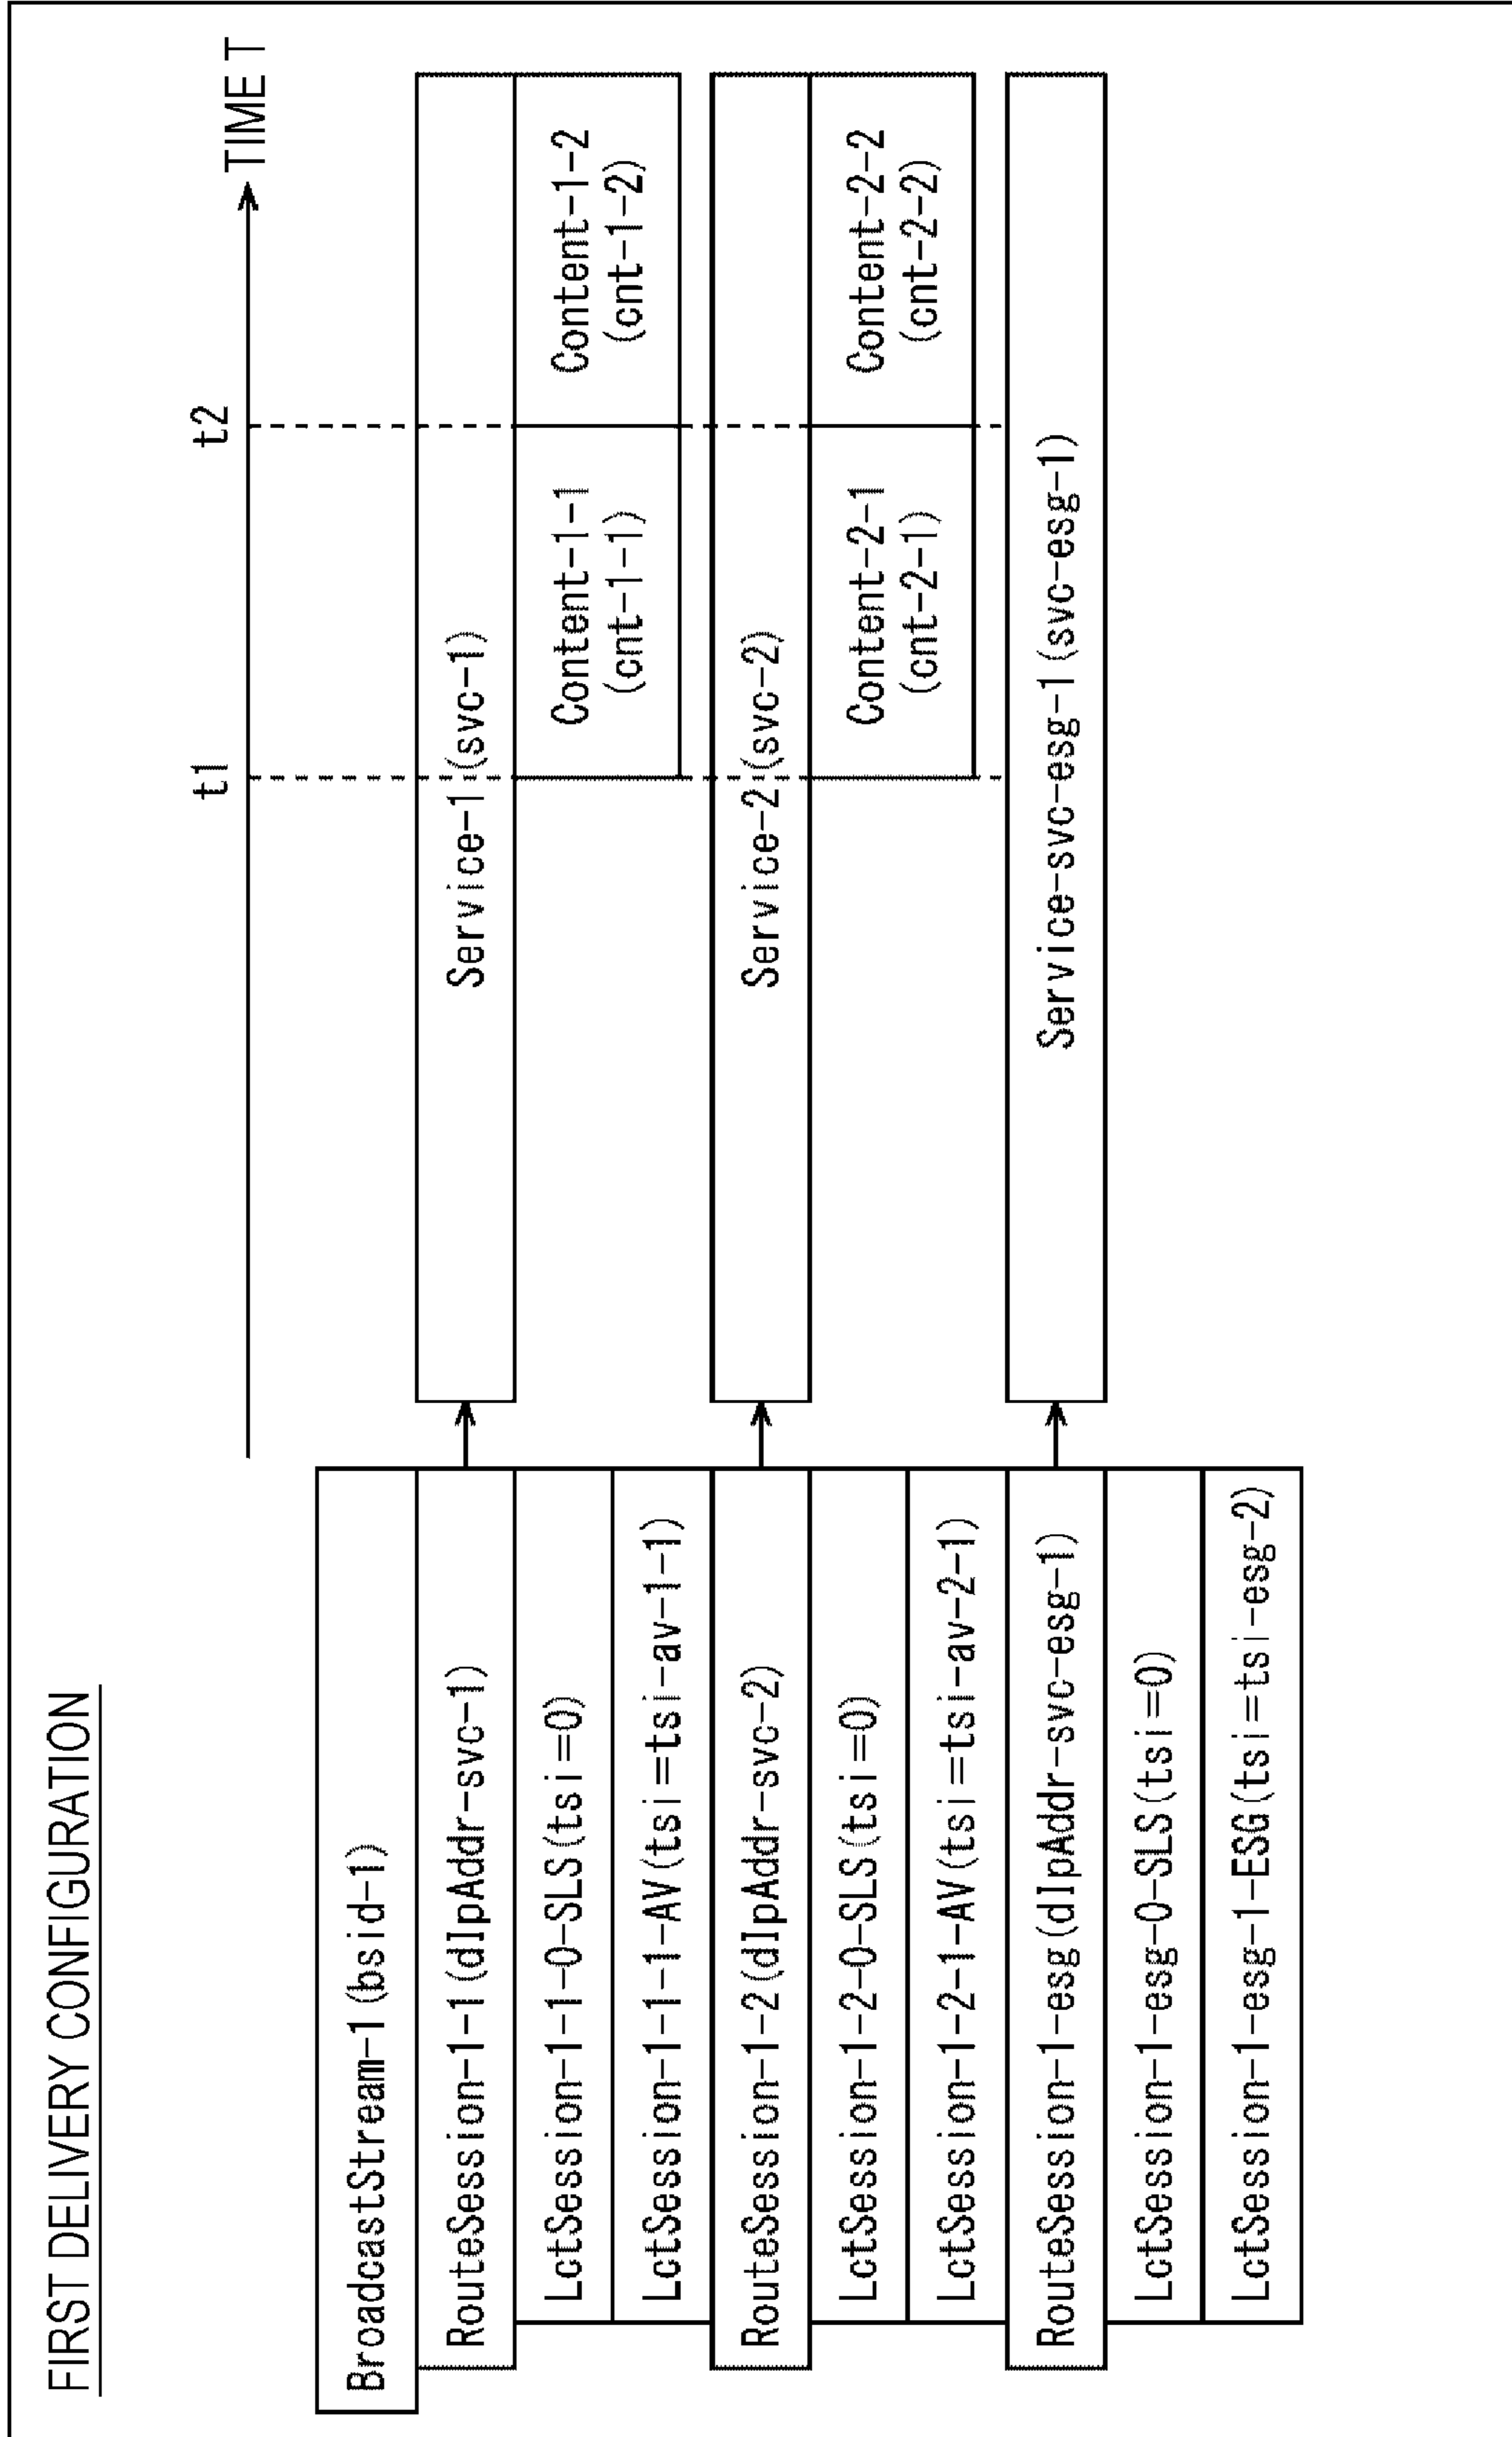 FIRST DELIVERY CONFIGURATION
t1
t2
TIME T
BroadcastStream-1(bsid-1)
RouteSession-1-1(dIpAddr-svc-1)
Service-1(svc-1)
LctSession-1-1-0-SLS(tsi=0)
LctSession-1-1-1-AV(tsi=tsi-av-1-1)
Content-1-1
(cnt-1-1)
Content-1-2
(cnt-1-2)
RouteSession-1-2(dIpAddr-svc-2)
Service-2(svc-2)
LctSession-1-2-0-SLS(tsi=0)
LctSession-1-2-1-AV(tsi=tsi-av-2-1)
Content-2-1
(cnt-2-1)
Content-2-2
(cnt-2-2)
RouteSession-1-esg(dIpAddr-svc-esg-1)
Service-svc-esg-1(svc-esg-1)
LctSession-1-esg-0-SLS(tsi=0)
LctSession-1-esg-1-ESG(tsi=tsi-esg-2)